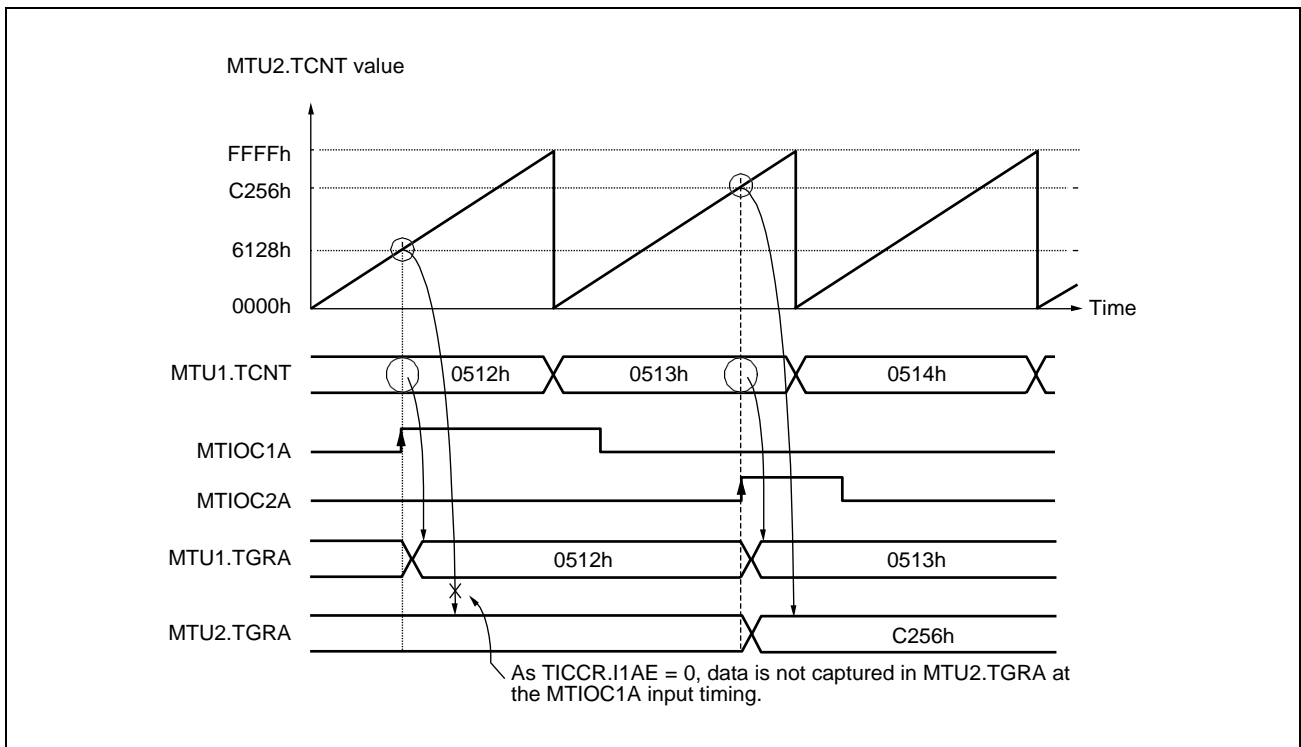 MTU2.TCNT value
FFFFh
C256h
6128h
0000h
Time
MTU1.TCNT
0512h
0513h
0514h
MTIOC1A
MTIOC2A
MTU1.TGRA
0512h
0513h
MTU2.TGRA
C256h
As TICCR.I1AE = 0, data is not captured in MTU2.TGRA at
the MTIOC1A input timing.